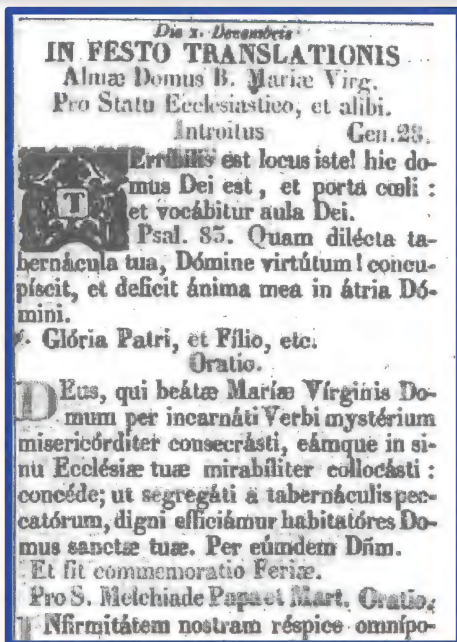 Die x. Decembris
IN FESTO TRANSLATIONIS
Almæ Domus B. Mariæ Virg.
Pro Statu Ecclesiastico, et alibi.
Introitus Gen. 28.
TErríbilis est locus iste! hic do-
mus Dei est, et porta cœli :
et vocábitur aula Dei.
Psal. 83. Quam dilécta ta-
bernácula tua, Dómine virtútum! concu-
píscit, et deficit ánima mea in átria Dó-
mini.
Glória Patri, et Fílio, etc.
Oratio.
DEus, qui beátæ Maríæ Vírginis Do-
mum per incarnáti Verbi mystérium
misericórditer consecrásti, eámque in si-
nu Ecclésiæ tuæ mirabíliter collocásti :
concéde; ut segregáti a tabernáculis pec-
catórum, digni efficiámur habitatóres Do-
mus sanctæ tuæ. Per eúmdem Dñm.
Et fit commemoratio Feriæ.
Pro S. Melchiade Papa et Mart. Oratio.
INfirmitátem nostram réspice omnípo-